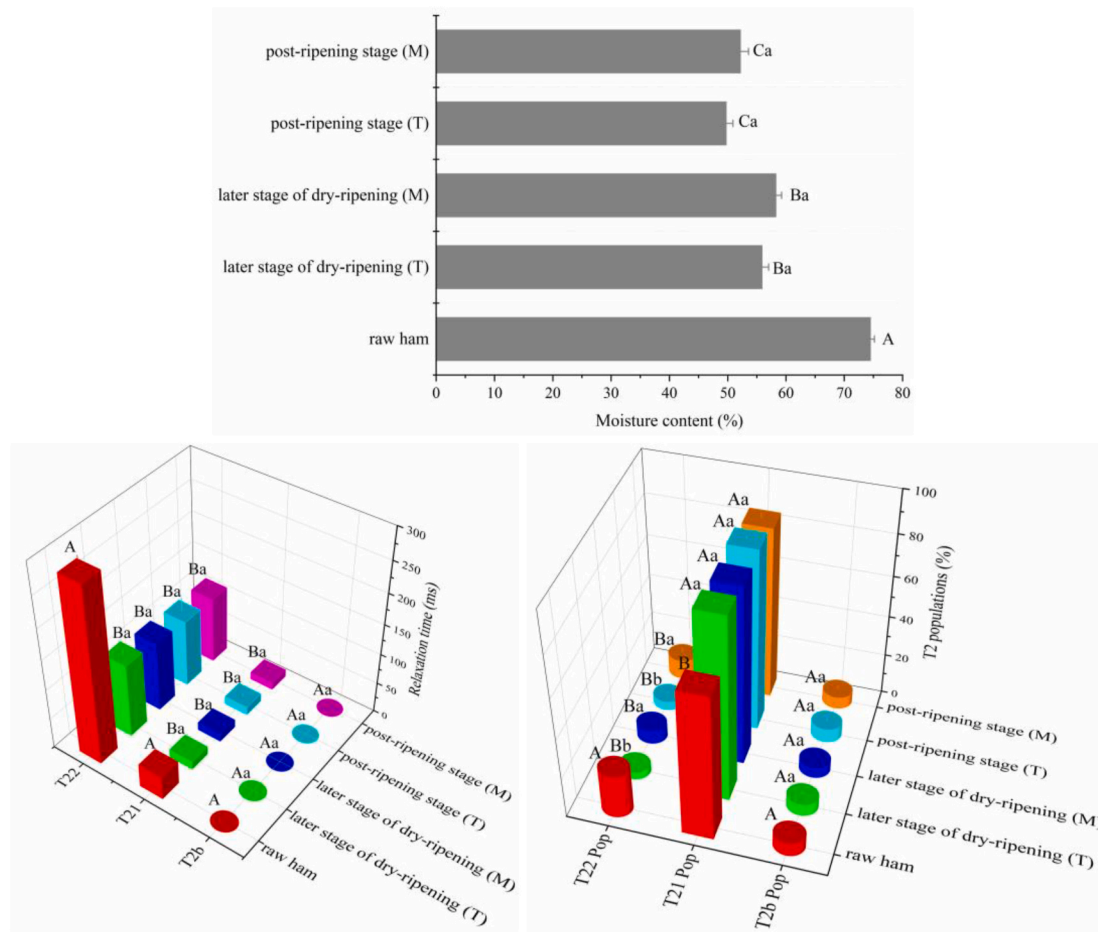 post-ripening stage (M)
Ca
post-ripening stage (T)
Ca
later stage of dry-ripening (M)
Ba
later stage of dry-ripening (T)
Ba
raw ham
A
0 10 20 30 40 50 60 70 80
Moisture content (%)
300
250
200
150
100
50
0
Relaxation time (ms)
A
Ba
Ba
Ba
Ba
A
Ba
Ba
Ba
Ba
A
Aa
Aa
Aa
Aa
T22
T21
T2b
post-ripening stage (M)
post-ripening stage (T)
later stage of dry-ripening (M)
later stage of dry-ripening (T)
raw ham
100
80
60
40
20
0
T2 populations (%)
Aa
Aa
Aa
Aa
B
Ba
Bb
Ba
Bb
A
Aa
Aa
Aa
Aa
A
T22 Pop
T21 Pop
T2b Pop
post-ripening stage (M)
post-ripening stage (T)
later stage of dry-ripening (M)
later stage of dry-ripening (T)
raw ham